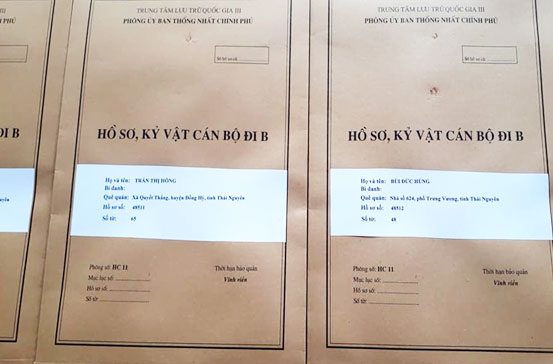 ĐI B
TRUNG TÂM LƯU TRỮ QUỐC GIA III
PHÔNG ỦY BAN THỐNG NHẤT CHÍNH PHỦ
HỒ SƠ, KỶ VẬT CÁN BỘ ĐI B
Họ và tên: TRẦN THỊ HỒNG
Bí danh:
Quê quán: Xã Quyết Thắng, huyện Đồng Hỷ, tỉnh Thái Nguyên
Hồ sơ số: 48511
Số tờ: 65
Phông số: HC 11
Mục lục số:
Hồ sơ số:
Số tờ:
Thời hạn bảo quản
Vĩnh viễn
TRUNG TÂM LƯU TRỮ QUỐC GIA III
PHÔNG ỦY BAN THỐNG NHẤT CHÍNH PHỦ
HỒ SƠ, KỶ VẬT CÁN BỘ ĐI B
Họ và tên: BÙI ĐỨC HÙNG
Bí danh:
Quê quán: Nhà số 624, phố Trưng Vương, tỉnh Thái Nguyên
Hồ sơ số: 48512
Số tờ: 48
Phông số: HC 11
Mục lục số:
Hồ sơ số:
Số tờ:
Thời hạn bảo quản
Vĩnh viễn